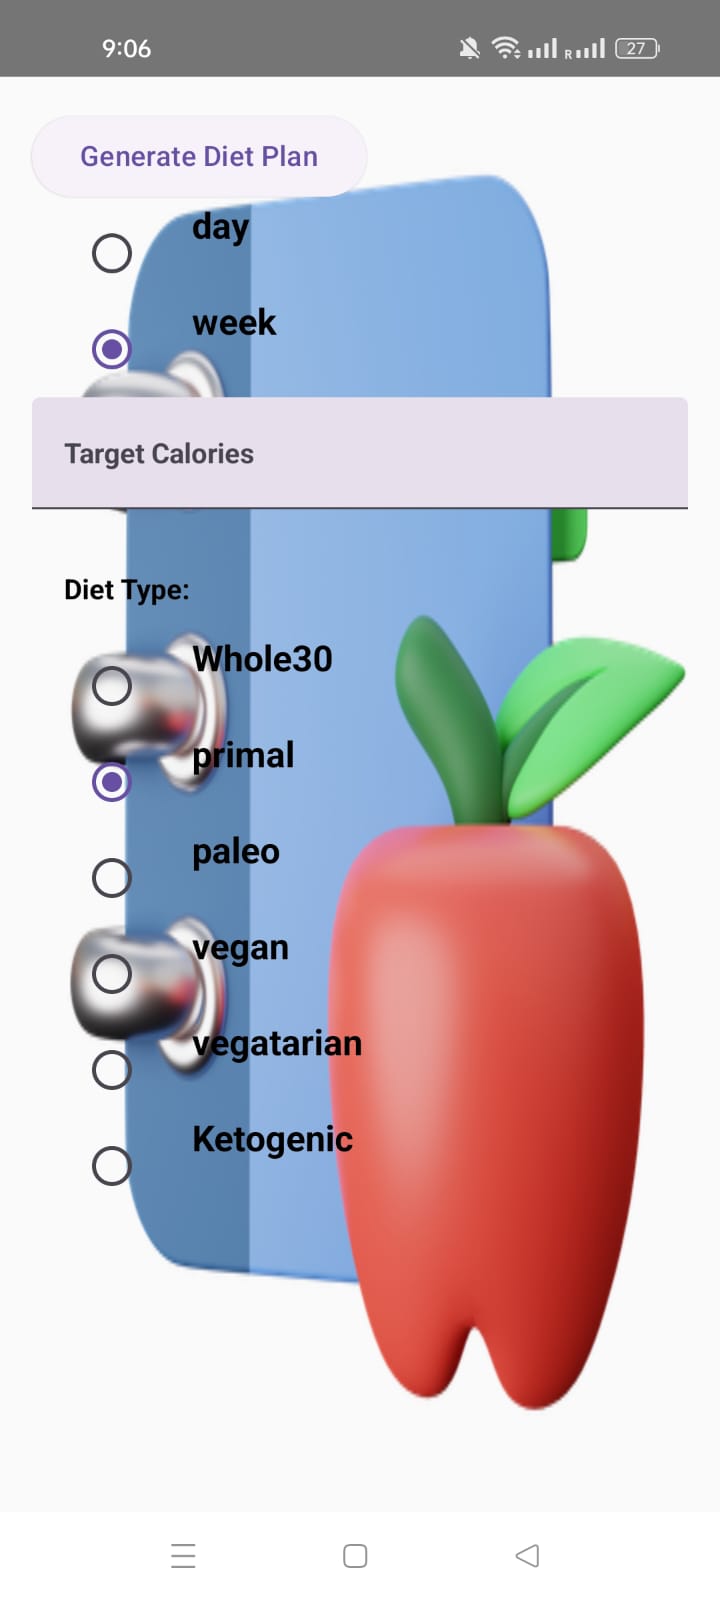 9:06
R
27
Generate Diet Plan
day
week
Target Calories
Diet Type:
Whole30
primal
paleo
vegan
vegatarian
Ketogenic